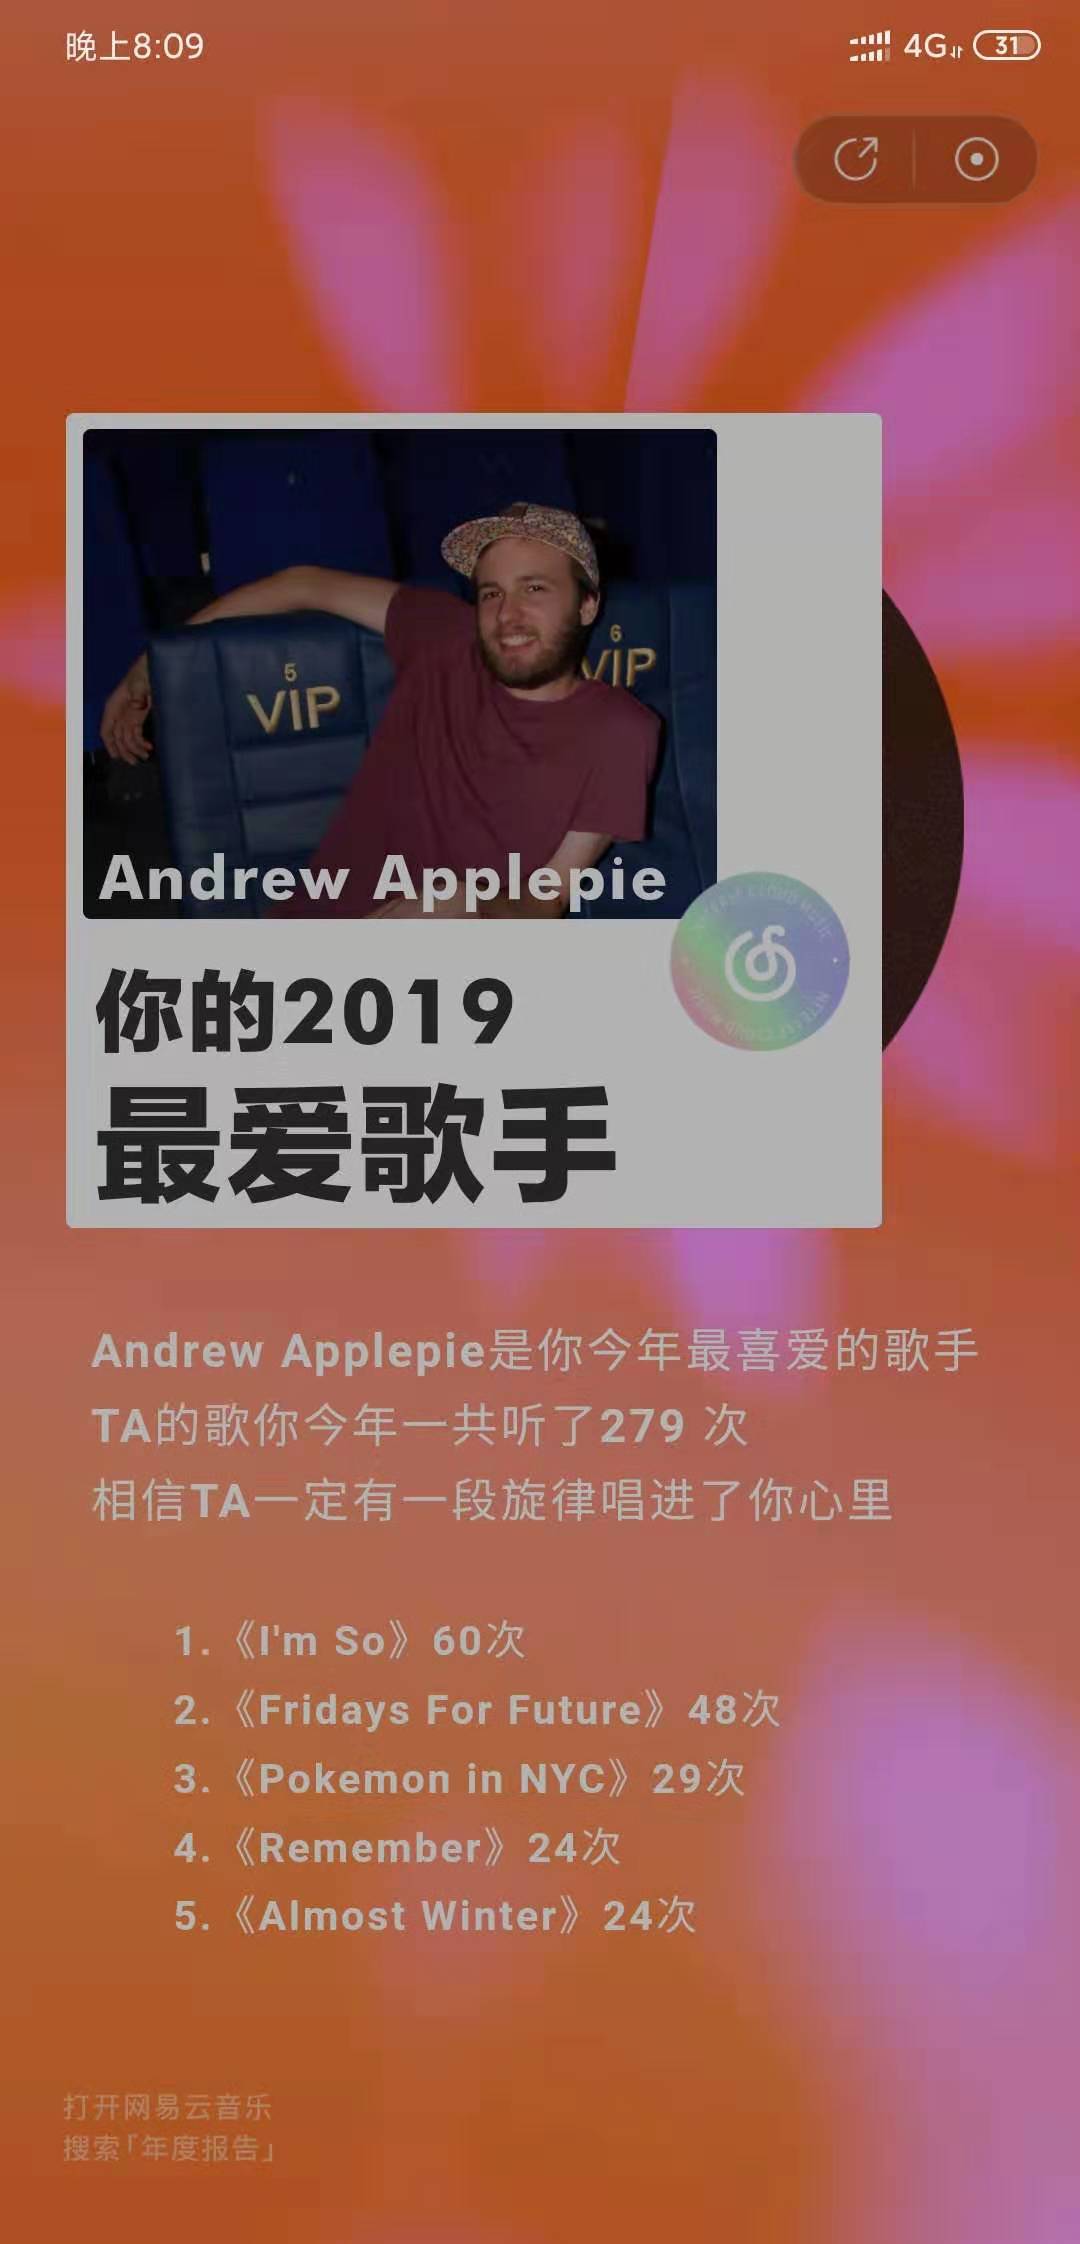 晚上8:09
4G 31
5
VIP
6
VIP
Andrew Applepie
CLOUD MUSIC
你的2019
最爱歌手
Andrew Applepie是你今年最喜爱的歌手
TA的歌你今年一共听了279 次
相信TA一定有一段旋律唱进了你心里
1.《I'm So》60次
2.《Fridays For Future》48次
3.《Pokemon in NYC》29次
4.《Remember》24次
5.《Almost Winter》24次
打开网易云音乐
搜索「年度报告」